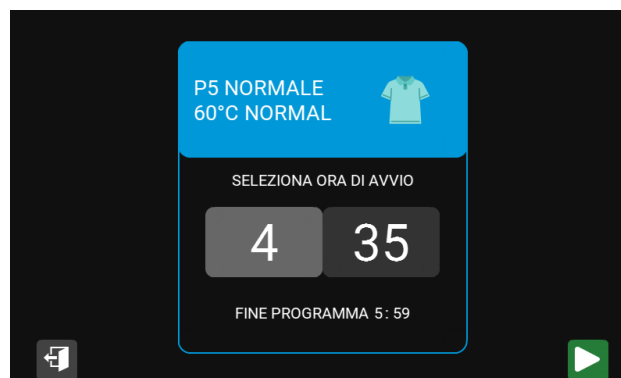 P5 NORMALE
60°C NORMAL
SELEZIONA ORA DI AVVIO
4 35
FINE PROGRAMMA 5:59